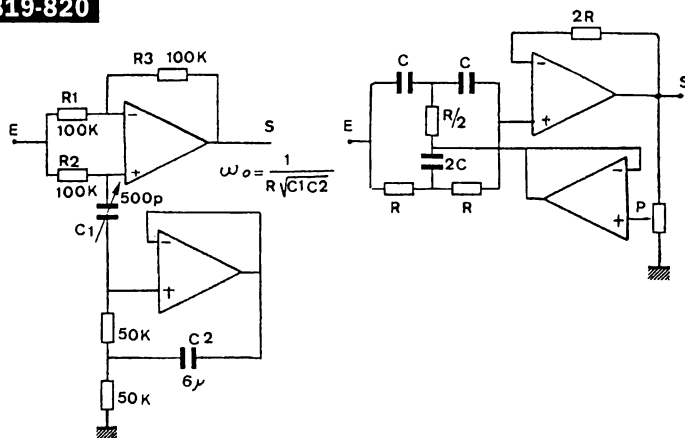 819-820
R3 100K
R1
100K
E
R2
100K
-
+
S
ω₀ = 1 / R√C1C2
500p
C1
-
+
50K
C2
6μ
50K
2R
C
C
-
+
S
E
R/2
2C
R
R
-
+
P